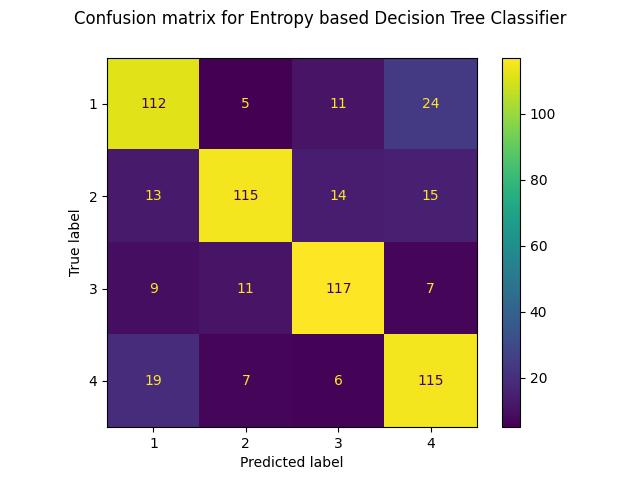 Confusion matrix for Entropy based Decision Tree Classifier
1 112 5 11 24
2 13 115 14 15
3 9 11 117 7
4 19 7 6 115
1 2 3 4
Predicted label
True label
100
80
60
40
20